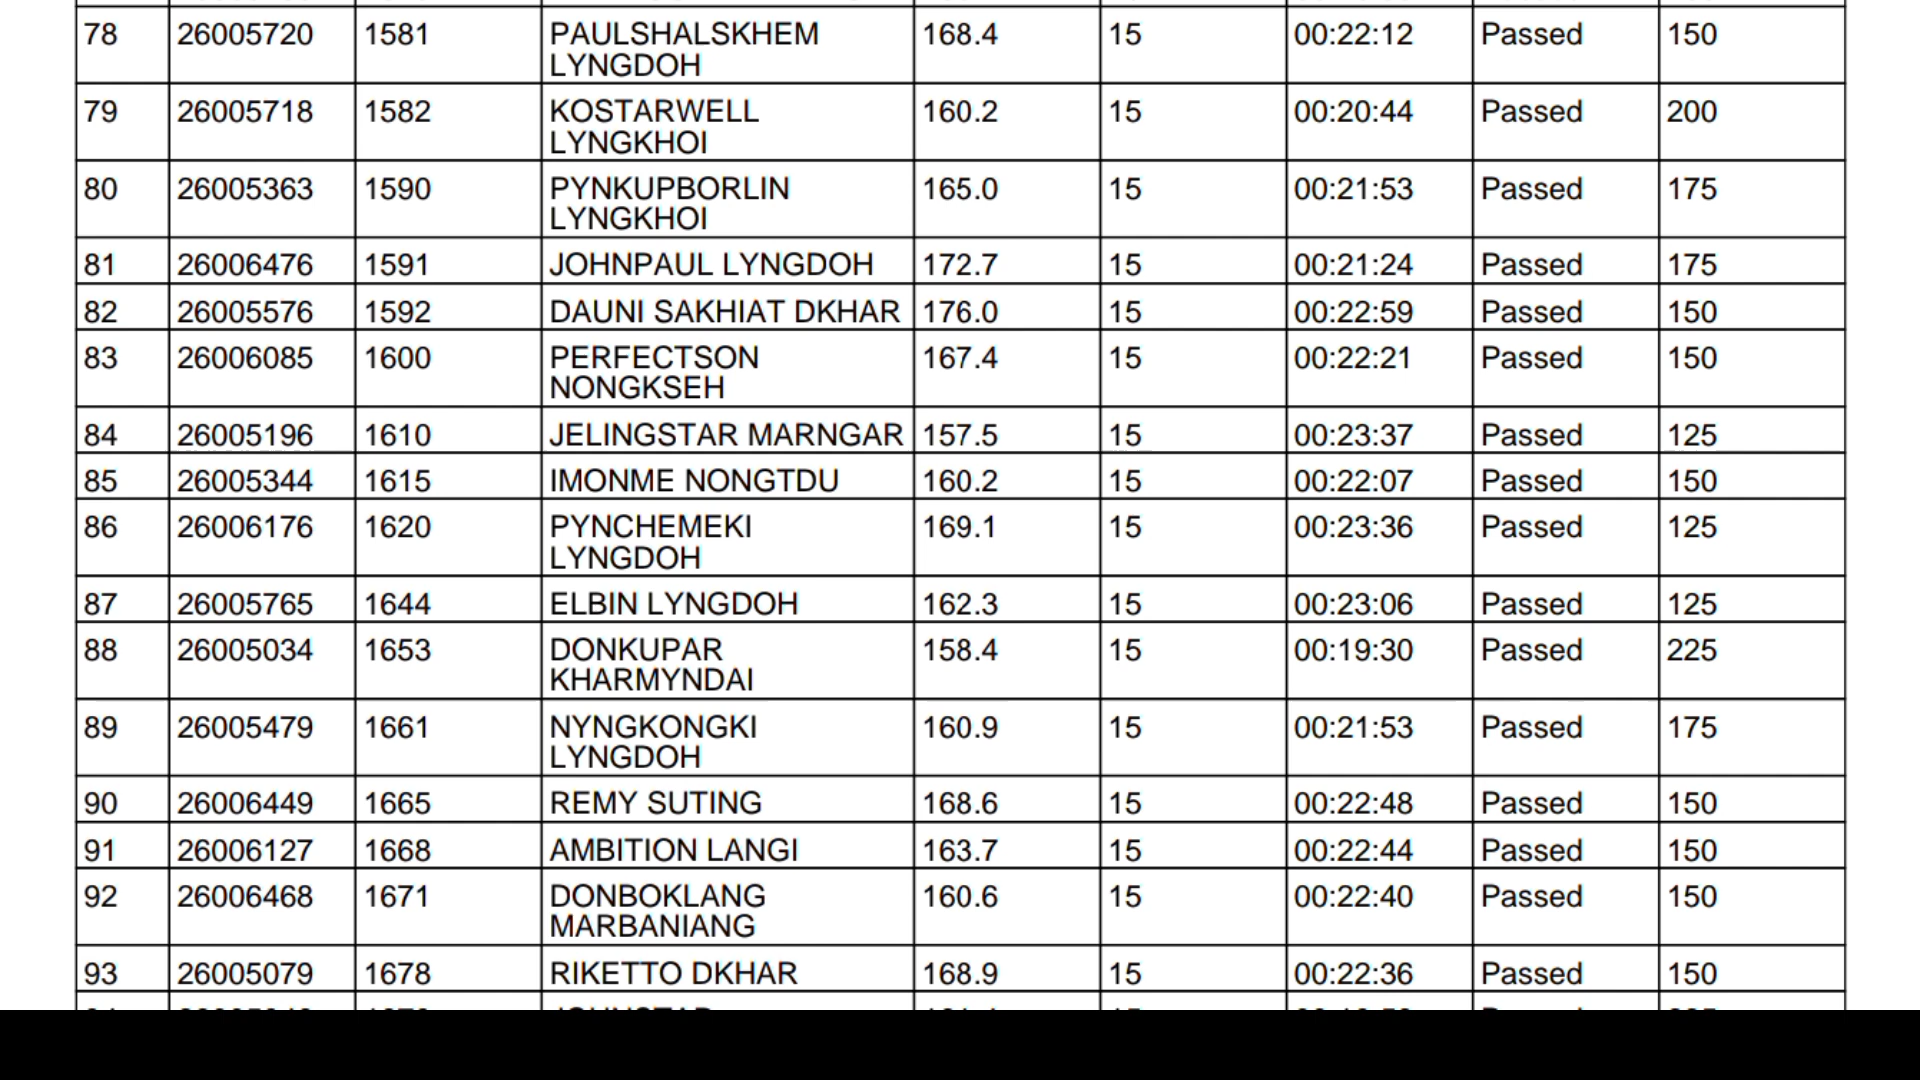 78 26005720 1581 PAULSHALSKHEM LYNGDOH 168.4 15 00:22:12 Passed 150
79 26005718 1582 KOSTARWELL LYNGKHOI 160.2 15 00:20:44 Passed 200
80 26005363 1590 PYNKUPBORLIN LYNGKHOI 165.0 15 00:21:53 Passed 175
81 26006476 1591 JOHNPAUL LYNGDOH 172.7 15 00:21:24 Passed 175
82 26005576 1592 DAUNI SAKHIAT DKHAR 176.0 15 00:22:59 Passed 150
83 26006085 1600 PERFECTSON NONGKSEH 167.4 15 00:22:21 Passed 150
84 26005196 1610 JELINGSTAR MARNGAR 157.5 15 00:23:37 Passed 125
85 26005344 1615 IMONME NONGTDU 160.2 15 00:22:07 Passed 150
86 26006176 1620 PYNCHEMEKI LYNGDOH 169.1 15 00:23:36 Passed 125
87 26005765 1644 ELBIN LYNGDOH 162.3 15 00:23:06 Passed 125
88 26005034 1653 DONKUPAR KHARMYNDAI 158.4 15 00:19:30 Passed 225
89 26005479 1661 NYNGKONGKI LYNGDOH 160.9 15 00:21:53 Passed 175
90 26006449 1665 REMY SUTING 168.6 15 00:22:48 Passed 150
91 26006127 1668 AMBITION LANGI 163.7 15 00:22:44 Passed 150
92 26006468 1671 DONBOKLANG MARBANIANG 160.6 15 00:22:40 Passed 150
93 26005079 1678 RIKETTO DKHAR 168.9 15 00:22:36 Passed 150